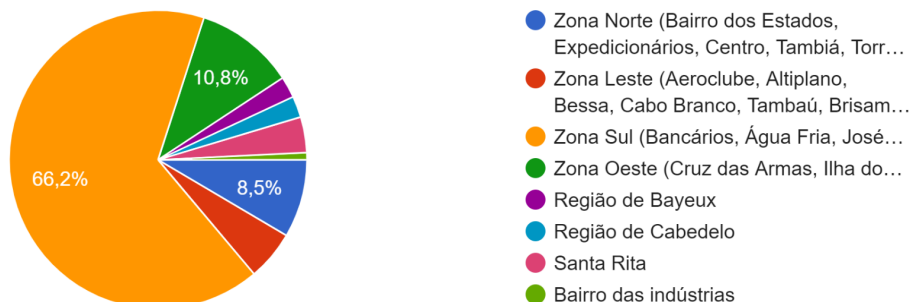 10,8%
66,2%
8,5%
Zona Norte (Bairro dos Estados,
Expedicionários, Centro, Tambiá, Torr…
Zona Leste (Aeroclube, Altiplano,
Bessa, Cabo Branco, Tambaú, Brisam…
Zona Sul (Bancários, Água Fria, José…
Zona Oeste (Cruz das Armas, Ilha do…
Região de Bayeux
Região de Cabedelo
Santa Rita
Bairro das indústrias